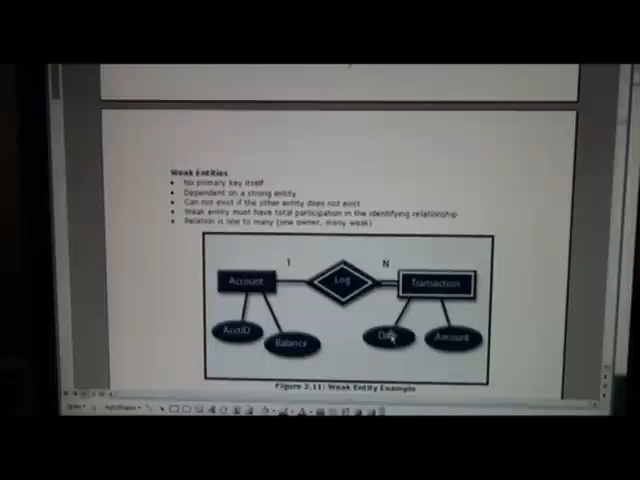 Weak Entities
• No primary key itself
• Dependent on a strong entity
• Can not exist if the other entity does not exist
• Weak entity must have total participation in the identifying relationship
• Relation is one to many (one owner, many weak)
1
N
Account
Log
Transaction
AcctID
Balance
Amount
Figure 2.11: Weak Entity Example
Draw
AutoShapes